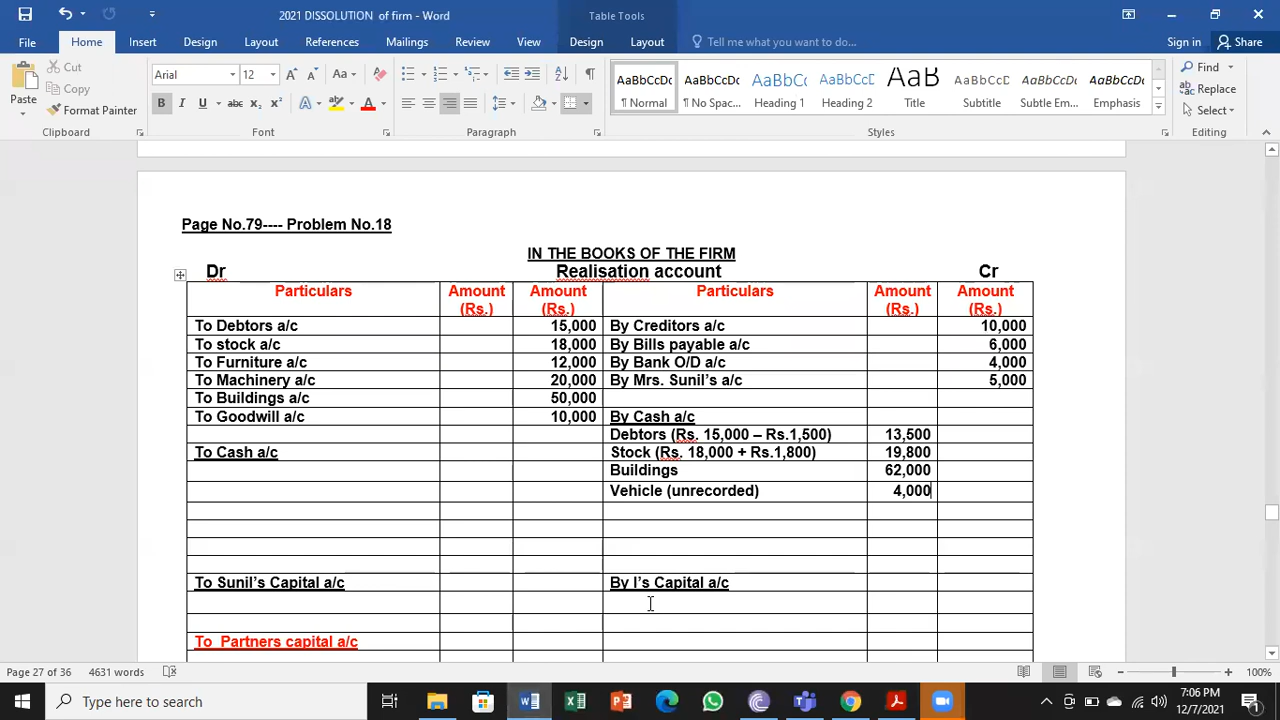 2021 DISSOLUTION of firm - Word
Table Tools
File Home Insert Design Layout References Mailings Review View Design Layout Tell me what you want to do... Sign in Share
Paste Cut Copy Format Painter
Clipboard
Arial 12
Font
Paragraph
AaBbCcDc ¶ Normal
AaBbCcDc ¶ No Spac...
AaBbCc Heading 1
AaBbCcC Heading 2
AaB Title
AaBbCcD Subtitle
AaBbCcDc Subtle Em...
AaBbCcDc Emphasis
Styles
Find
Replace
Select
Editing
Page No.79---- Problem No.18
IN THE BOOKS OF THE FIRM
Dr Realisation account Cr
Particulars Amount (Rs.) Amount (Rs.) Particulars Amount (Rs.) Amount (Rs.)
To Debtors a/c 15,000 By Creditors a/c 10,000
To stock a/c 18,000 By Bills payable a/c 6,000
To Furniture a/c 12,000 By Bank O/D a/c 4,000
To Machinery a/c 20,000 By Mrs. Sunil's a/c 5,000
To Buildings a/c 50,000
To Goodwill a/c 10,000 By Cash a/c
Debtors (Rs. 15,000 – Rs.1,500) 13,500
To Cash a/c Stock (Rs. 18,000 + Rs.1,800) 19,800
Buildings 62,000
Vehicle (unrecorded) 4,000
To Sunil's Capital a/c By I's Capital a/c
To Partners capital a/c
Page 27 of 36 4631 words 100%
Type here to search
7:06 PM
12/7/2021